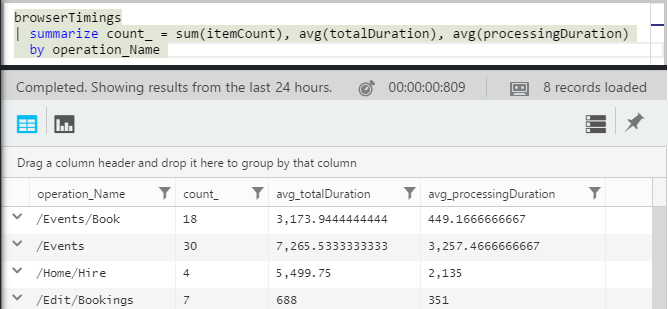 browserTimings
| summarize count_ = sum(itemCount), avg(totalDuration), avg(processingDuration)
by operation_Name
Completed. Showing results from the last 24 hours. 00:00:00:809 8 records loaded
Drag a column header and drop it here to group by that column
operation_Name count_ avg_totalDuration avg_processingDuration
/Events/Book 18 3,173.9444444444 449.1666666667
/Events 30 7,265.5333333333 3,257.4666666667
/Home/Hire 4 5,499.75 2,135
/Edit/Bookings 7 688 351